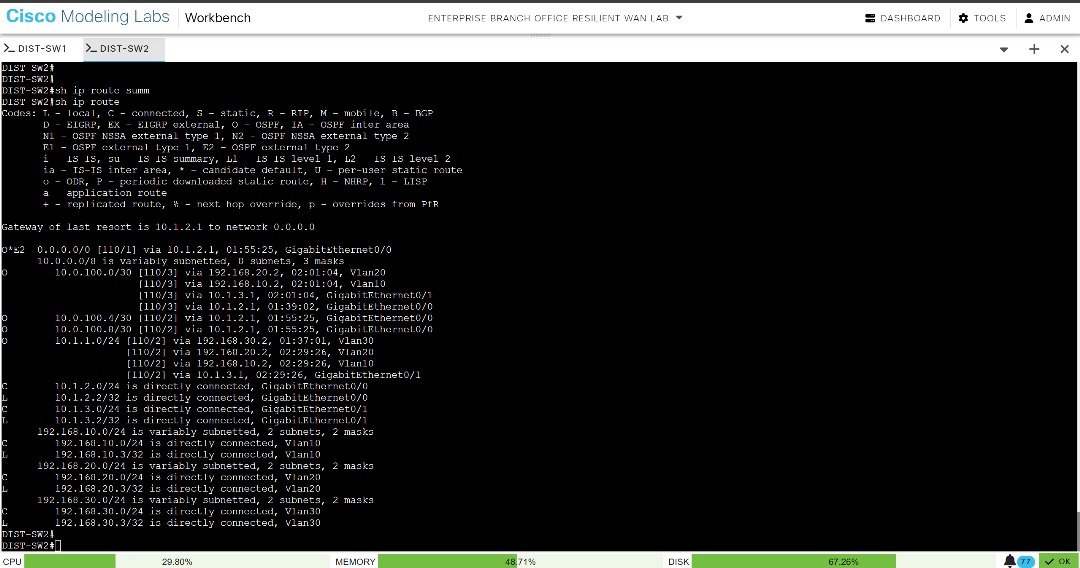 Cisco Modeling Labs Workbench ENTERPRISE BRANCH OFFICE RESILIENT WAN LAB DASHBOARD TOOLS ADMIN
DIST-SW1 DIST-SW2
DIST-SW2#
DIST-SW2#
DIST-SW2#sh ip route summ
DIST-SW2#sh ip route
Codes: L - local, C - connected, S - static, R - RIP, M - mobile, B - BGP
D - EIGRP, EX - EIGRP external, O - OSPF, IA - OSPF inter area
N1 - OSPF NSSA external type 1, N2 - OSPF NSSA external type 2
E1 - OSPF external type 1, E2 - OSPF external type 2
i - IS-IS, su - IS-IS summary, L1 - IS-IS level-1, L2 - IS-IS level-2
ia - IS-IS inter area, * - candidate default, U - per-user static route
o - ODR, P - periodic downloaded static route, H - NHRP, l - LISP
a - application route
+ - replicated route, % - next hop override, p - overrides from PfR
Gateway of last resort is 10.1.2.1 to network 0.0.0.0
O*E2 0.0.0.0/0 [110/1] via 10.1.2.1, 01:55:25, GigabitEthernet0/0
10.0.0.0/8 is variably subnetted, 8 subnets, 3 masks
O 10.0.100.0/30 [110/3] via 192.168.20.2, 02:01:04, Vlan20
[110/3] via 192.168.10.2, 02:01:04, Vlan10
[110/3] via 10.1.3.1, 02:01:04, GigabitEthernet0/1
[110/3] via 10.1.2.1, 01:39:02, GigabitEthernet0/0
O 10.0.100.4/30 [110/2] via 10.1.2.1, 01:55:25, GigabitEthernet0/0
O 10.0.100.8/30 [110/2] via 10.1.2.1, 01:55:25, GigabitEthernet0/0
O 10.1.1.0/24 [110/2] via 192.168.30.2, 01:37:01, Vlan30
[110/2] via 192.168.20.2, 02:29:26, Vlan20
[110/2] via 192.168.10.2, 02:29:26, Vlan10
[110/2] via 10.1.3.1, 02:29:26, GigabitEthernet0/1
C 10.1.2.0/24 is directly connected, GigabitEthernet0/0
L 10.1.2.2/32 is directly connected, GigabitEthernet0/0
C 10.1.3.0/24 is directly connected, GigabitEthernet0/1
L 10.1.3.2/32 is directly connected, GigabitEthernet0/1
192.168.10.0/24 is variably subnetted, 2 subnets, 2 masks
C 192.168.10.0/24 is directly connected, Vlan10
L 192.168.10.3/32 is directly connected, Vlan10
192.168.20.0/24 is variably subnetted, 2 subnets, 2 masks
C 192.168.20.0/24 is directly connected, Vlan20
L 192.168.20.3/32 is directly connected, Vlan20
192.168.30.0/24 is variably subnetted, 2 subnets, 2 masks
C 192.168.30.0/24 is directly connected, Vlan30
L 192.168.30.3/32 is directly connected, Vlan30
DIST-SW2#
DIST-SW2#
CPU 29.80% MEMORY 48.71% DISK 67.26% 77 OK